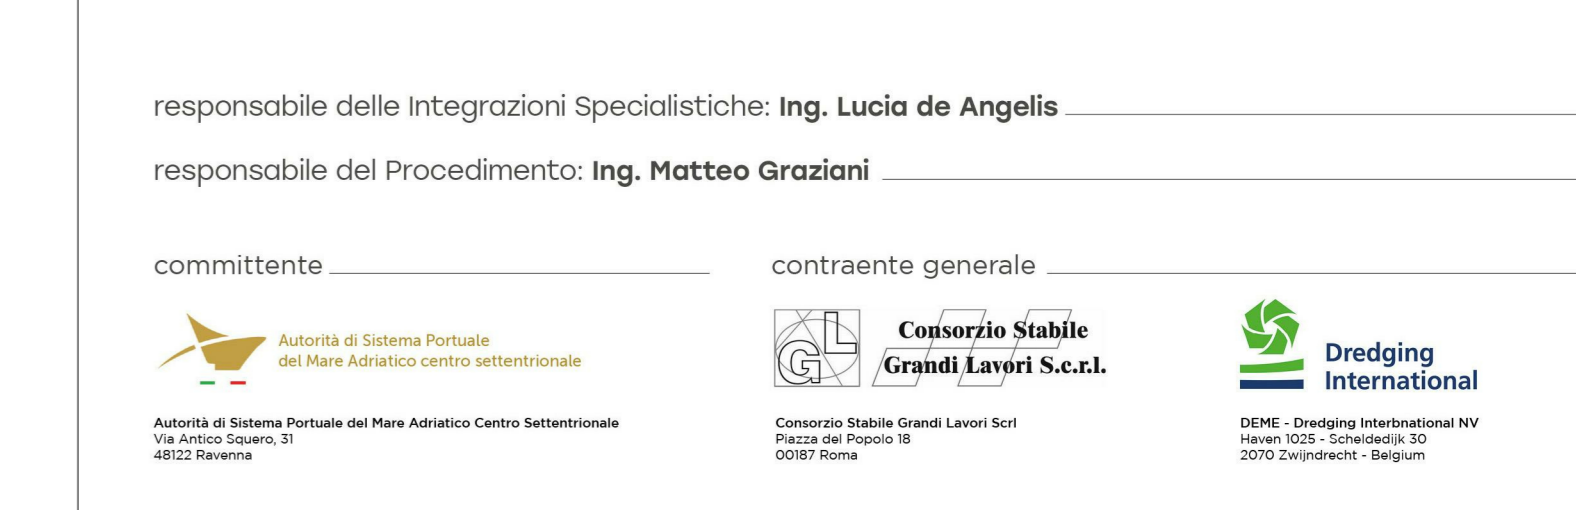 responsabile delle Integrazioni Specialistiche: Ing. Lucia de Angelis
responsabile del Procedimento: Ing. Matteo Graziani
committente
contraente generale
Autorità di Sistema Portuale
del Mare Adriatico centro settentrionale
GL
Consorzio Stabile
Grandi Lavori S.c.r.l.
Dredging
International
Autorità di Sistema Portuale del Mare Adriatico Centro Settentrionale
Via Antico Squero, 31
48122 Ravenna
Consorzio Stabile Grandi Lavori Scrl
Piazza del Popolo 18
00187 Roma
DEME - Dredging Interbnational NV
Haven 1025 - Scheldedijk 30
2070 Zwijndrecht - Belgium